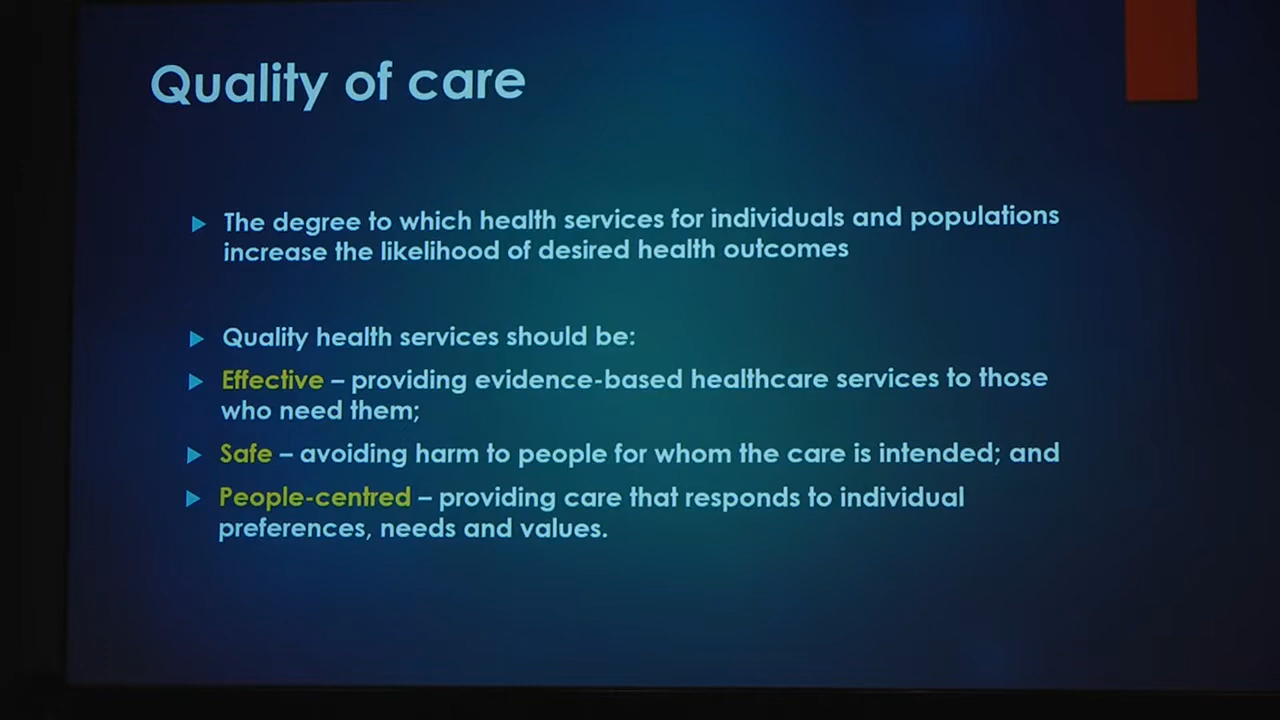 Quality of care
The degree to which health services for individuals and populations
increase the likelihood of desired health outcomes
Quality health services should be:
Effective – providing evidence-based healthcare services to those
who need them;
Safe – avoiding harm to people for whom the care is intended; and
People-centred – providing care that responds to individual
preferences, needs and values.